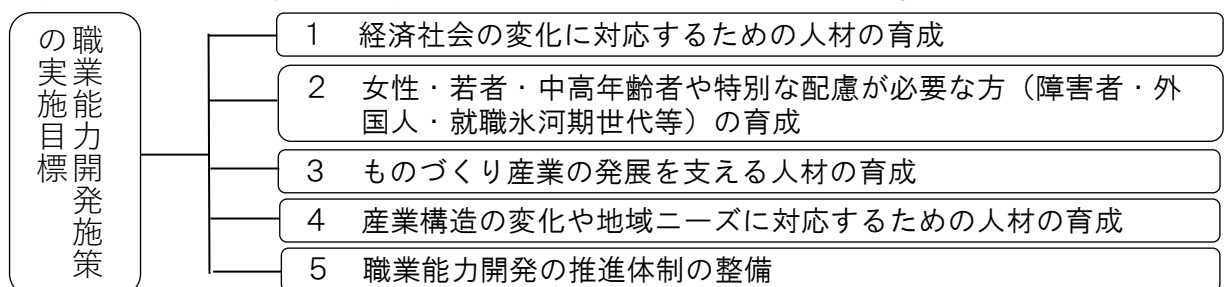 職業能力開発施策
の実施目標
1 経済社会の変化に対応するための人材の育成
2 女性・若者・中高年齢者や特別な配慮が必要な方（障害者・外
国人・就職氷河期世代等）の育成
3 ものづくり産業の発展を支える人材の育成
4 産業構造の変化や地域ニーズに対応するための人材の育成
5 職業能力開発の推進体制の整備